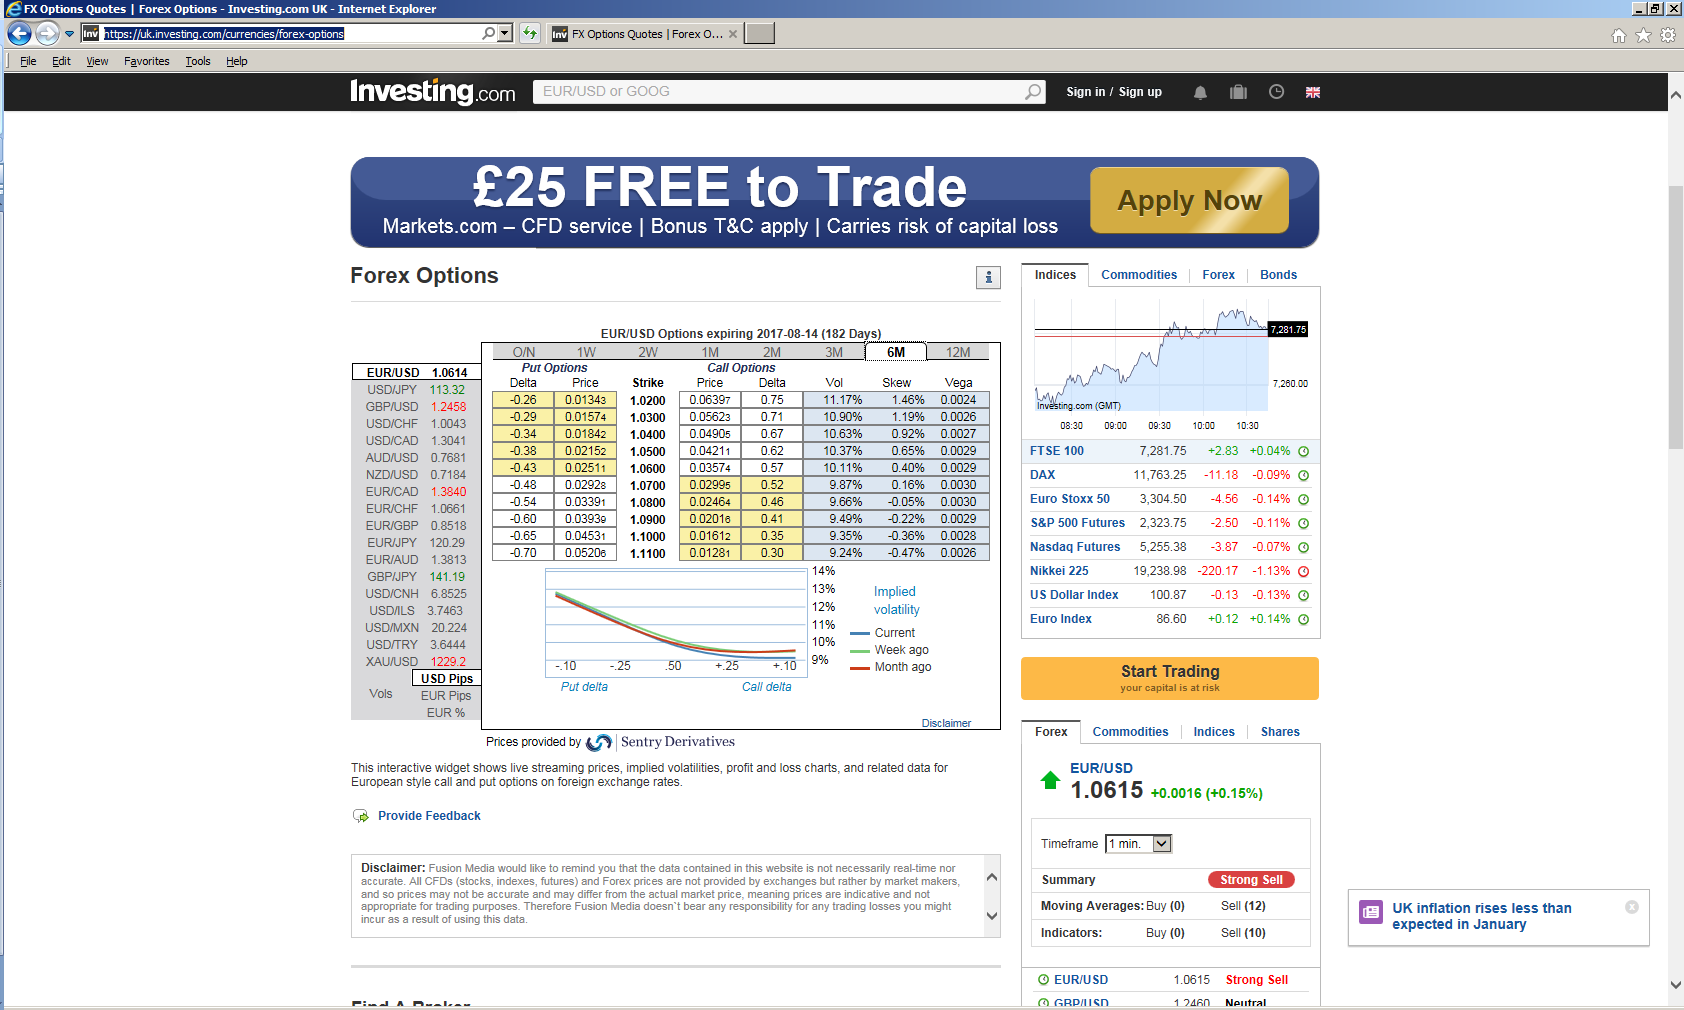 FX Options Quotes | Forex Options - Investing.com UK - Internet Explorer
https://uk.investing.com/currencies/forex-options
Inv FX Options Quotes | Forex O...
File Edit View Favorites Tools Help
Investing.com EUR/USD or GOOG Sign in / Sign up
£25 FREE to Trade
Markets.com – CFD service | Bonus T&C apply | Carries risk of capital loss
Apply Now
Forex Options
EUR/USD Options expiring 2017-08-14 (182 Days)
O/N 1W 2W 1M 2M 3M 6M 12M
Put Options Call Options
Delta Price Strike Price Delta Vol Skew Vega
-0.26 0.01343 1.0200 0.06397 0.75 11.17% 1.46% 0.0024
-0.29 0.01574 1.0300 0.05623 0.71 10.90% 1.19% 0.0026
-0.34 0.01842 1.0400 0.04905 0.67 10.63% 0.92% 0.0027
-0.38 0.02152 1.0500 0.04211 0.62 10.37% 0.65% 0.0029
-0.43 0.02511 1.0600 0.03574 0.57 10.11% 0.40% 0.0029
-0.48 0.02928 1.0700 0.02995 0.52 9.87% 0.16% 0.0030
-0.54 0.03391 1.0800 0.02464 0.46 9.66% -0.05% 0.0030
-0.60 0.03939 1.0900 0.02016 0.41 9.49% -0.22% 0.0029
-0.65 0.04531 1.1000 0.01612 0.35 9.35% -0.36% 0.0028
-0.70 0.05206 1.1100 0.01281 0.30 9.24% -0.47% 0.0026
EUR/USD 1.0614
USD/JPY 113.32
GBP/USD 1.2458
USD/CHF 1.0043
USD/CAD 1.3041
AUD/USD 0.7681
NZD/USD 0.7184
EUR/CAD 1.3840
EUR/CHF 1.0661
EUR/GBP 0.8518
EUR/JPY 120.29
EUR/AUD 1.3813
GBP/JPY 141.19
USD/CNH 6.8525
USD/ILS 3.7463
USD/MXN 20.224
USD/TRY 3.6444
XAU/USD 1229.2
USD Pips
Vols EUR Pips
EUR %
14%
13%
12%
11%
10%
9%
-.10 -.25 .50 +.25 +.10
Put delta Call delta
Implied
volatility
Current
Week ago
Month ago
Disclaimer
Prices provided by Sentry Derivatives
This interactive widget shows live streaming prices, implied volatilities, profit and loss charts, and related data for
European style call and put options on foreign exchange rates.
Provide Feedback
Disclaimer: Fusion Media would like to remind you that the data contained in this website is not necessarily real-time nor
accurate. All CFDs (stocks, indexes, futures) and Forex prices are not provided by exchanges but rather by market makers,
and so prices may not be accurate and may differ from the actual market price, meaning prices are indicative and not
appropriate for trading purposes. Therefore Fusion Media doesn`t bear any responsibility for any trading losses you might
incur as a result of using this data.
Find A Broker
Indices Commodities Forex Bonds
7,281.75
7,260.00
Investing.com (GMT)
08:30 09:00 09:30 10:00 10:30
FTSE 100 7,281.75 +2.83 +0.04%
DAX 11,763.25 -11.18 -0.09%
Euro Stoxx 50 3,304.50 -4.56 -0.14%
S&P 500 Futures 2,323.75 -2.50 -0.11%
Nasdaq Futures 5,255.38 -3.87 -0.07%
Nikkei 225 19,238.98 -220.17 -1.13%
US Dollar Index 100.87 -0.13 -0.13%
Euro Index 86.60 +0.12 +0.14%
Start Trading
your capital is at risk
Forex Commodities Indices Shares
EUR/USD
1.0615 +0.0016 (+0.15%)
Timeframe 1 min.
Summary Strong Sell
Moving Averages: Buy (0) Sell (12)
Indicators: Buy (0) Sell (10)
EUR/USD 1.0615 Strong Sell
GBP/USD 1.2460 Neutral
UK inflation rises less than
expected in January